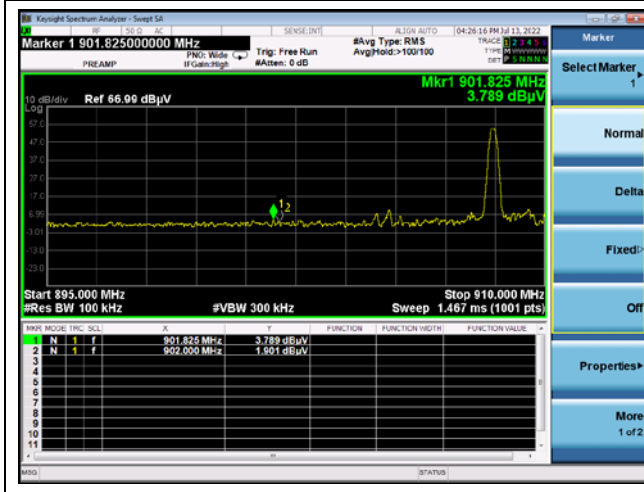 Keysight Spectrum Analyzer - Swept SA
RF 50 Ω AC SENSE:INT ALIGN AUTO 04:26:16 PM Jul 13, 2022
Marker 1 901.825000000 MHz
PREAMP
PNO: Wide
IFGain:High
Trig: Free Run
#Atten: 0 dB
#Avg Type: RMS
Avg|Hold:>100/100
TRACE 1 2 3 4 5
TYPE M
DET P S N N N N
Mkr1 901.825 MHz
3.789 dBµV
10 dB/div Ref 66.99 dBµV
Log
57.0
47.0
37.0
27.0
17.0
6.99
-3.01
-13.0
-23.0
1
2
Start 895.000 MHz Stop 910.000 MHz
#Res BW 100 kHz #VBW 300 kHz Sweep 1.467 ms (1001 pts)
MKR MODE TRC SCL X Y FUNCTION FUNCTION WIDTH FUNCTION VALUE
1 N 1 f 901.825 MHz 3.789 dBµV
2 N 1 f 902.000 MHz 1.901 dBµV
3
4
5
6
7
8
9
10
11
MSG STATUS
Marker
Select Marker
1
Normal
Delta
Fixed
Off
Properties
More
1 of 2